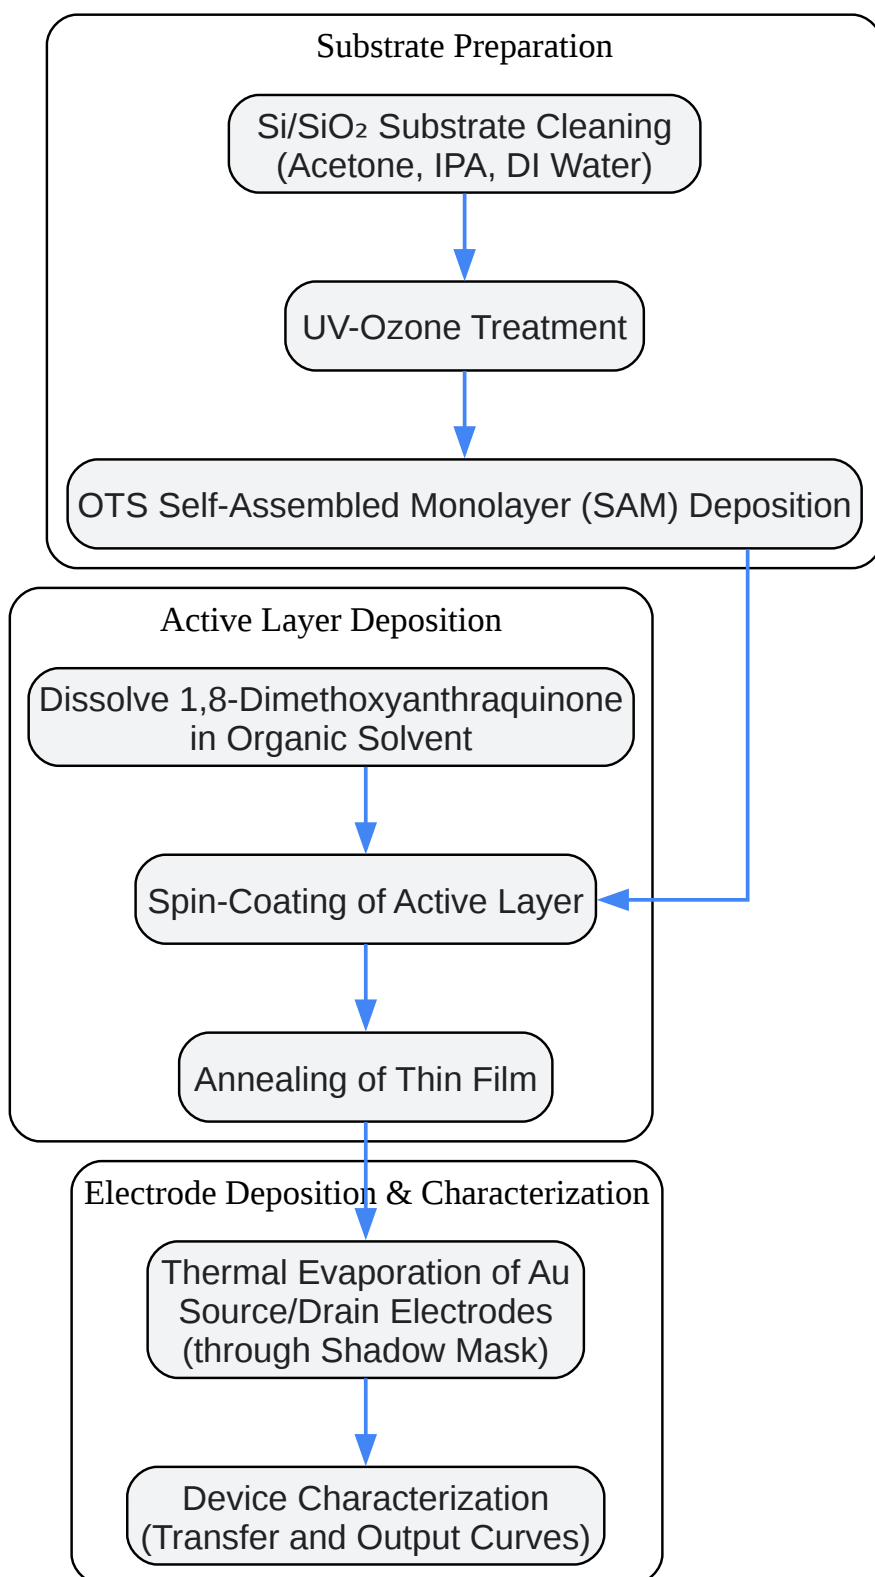 Substrate Preparation
Si/SiO₂ Substrate Cleaning
(Acetone, IPA, DI Water)
UV-Ozone Treatment
OTS Self-Assembled Monolayer (SAM) Deposition
Active Layer Deposition
Dissolve 1,8-Dimethoxyanthraquinone
in Organic Solvent
Spin-Coating of Active Layer
Annealing of Thin Film
Electrode Deposition & Characterization
Thermal Evaporation of Au
Source/Drain Electrodes
(through Shadow Mask)
Device Characterization
(Transfer and Output Curves)